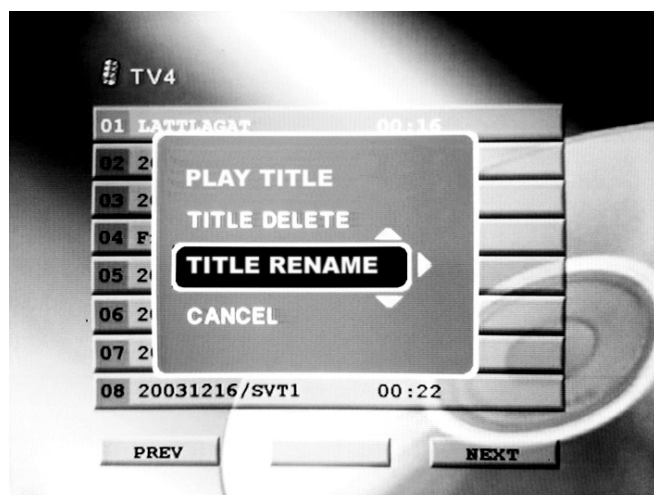 TV4
01 LATTLAGAT 00:16
02 2
PLAY TITLE
03 2
TITLE DELETE
04 F
TITLE RENAME
05 2
06 2
CANCEL
07 2
08 20031216/SVT1 00:22
PREV NEXT